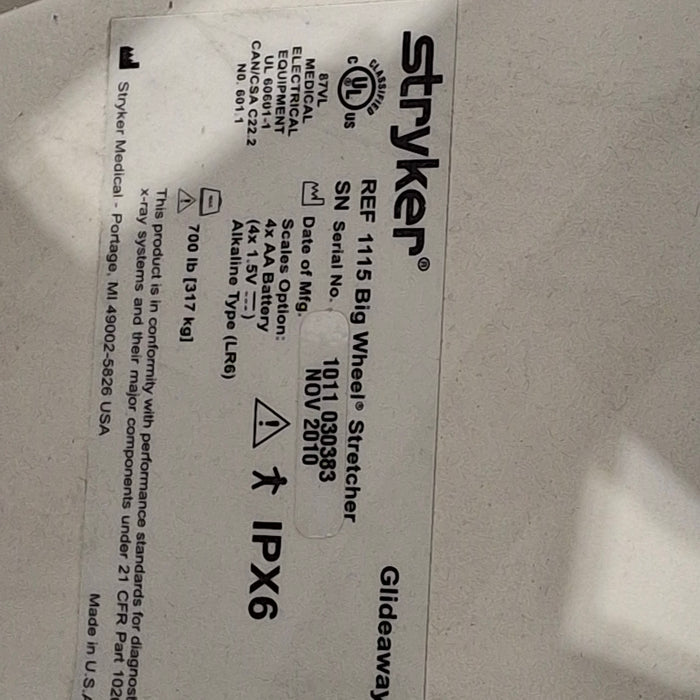 stryker®
Glideaway
CLASSIFIED
C UL US
®
87VL
MEDICAL
ELECTRICAL
EQUIPMENT
UL 60601-1
CAN/CSA C22.2
N0. 601.1
REF 1115 Big Wheel® Stretcher
SN Serial No. 1011 030383
Date of Mfg. NOV 2010
Scales Option:
4x AA Battery
(4x 1.5V ⎓)
Alkaline Type (LR6)
IPX6
700 lb [317 kg]
This product is in conformity with performance standards for diagnost
x-ray systems and their major components under 21 CFR Part 102
Stryker Medical - Portage, MI 49002-5826 USA
Made in U.S.A